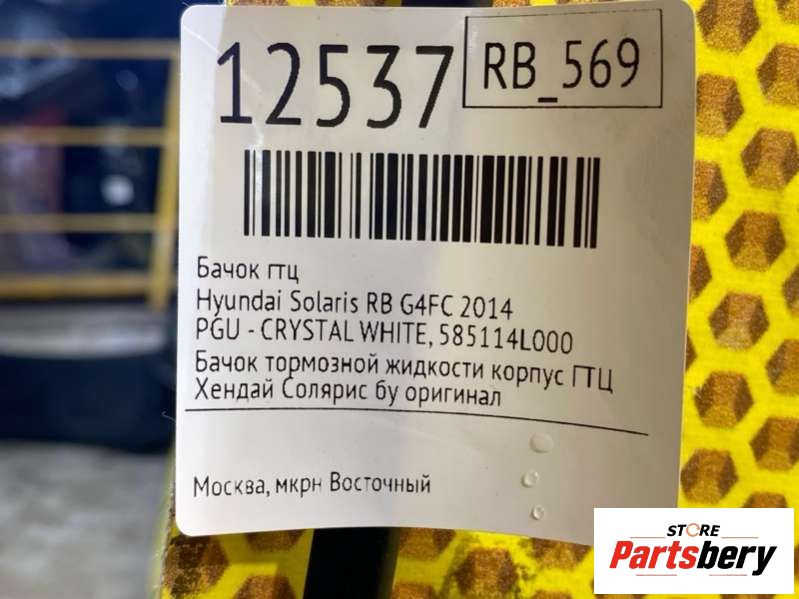 12537
RB_569
Бачок гтц
Hyundai Solaris RB G4FC 2014
PGU - CRYSTAL WHITE, 585114L000
Бачок тормозной жидкости корпус ГТЦ
Хендай Солярис бу оригинал
Москва, мкрн Восточный
STORE
Partsbery